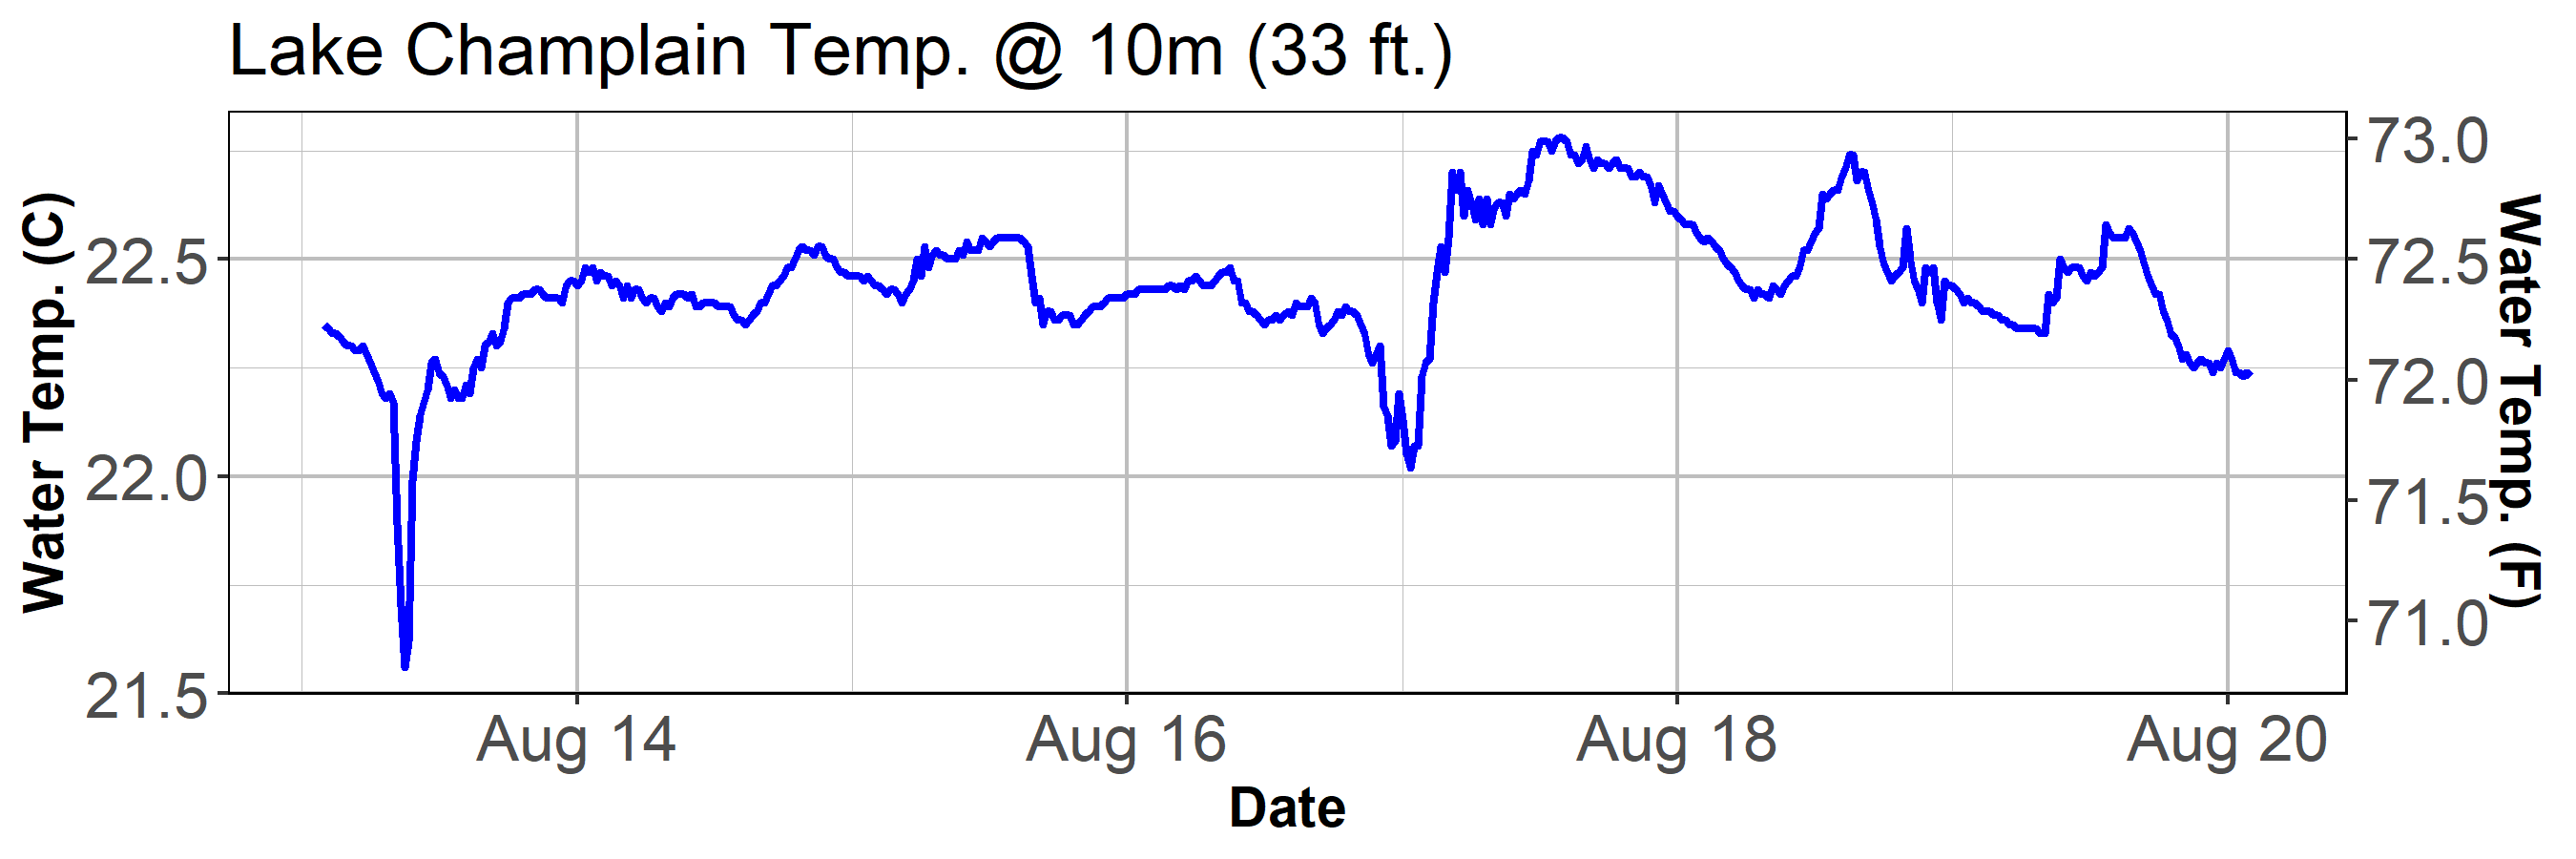 Lake Champlain Temp. @ 10m (33 ft.)
Water Temp. (C)
22.5
22.0
21.5
73.0
72.5
72.0
71.5
71.0
Water Temp. (F)
Aug 14
Aug 16
Aug 18
Aug 20
Date